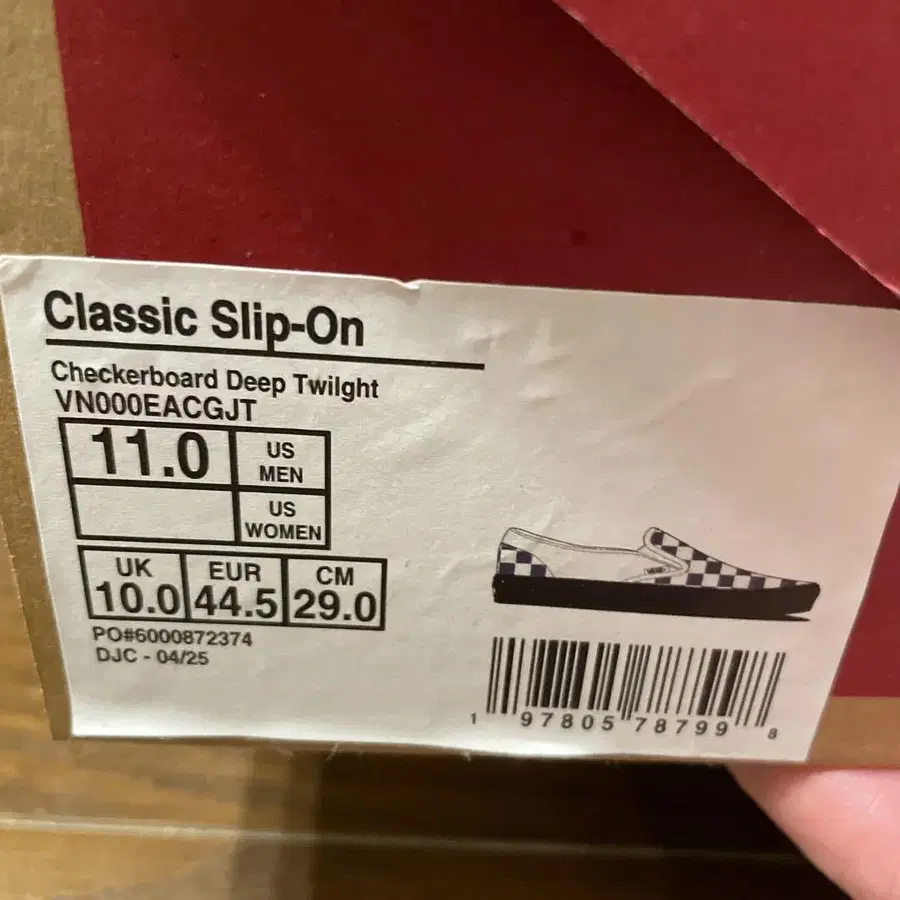 Classic Slip-On
Checkerboard Deep Twilght
VN000EACGJT
11.0 US MEN
US WOMEN
UK EUR CM
10.0 44.5 29.0
PO#6000872374
DJC - 04/25
1 97805 78799 8